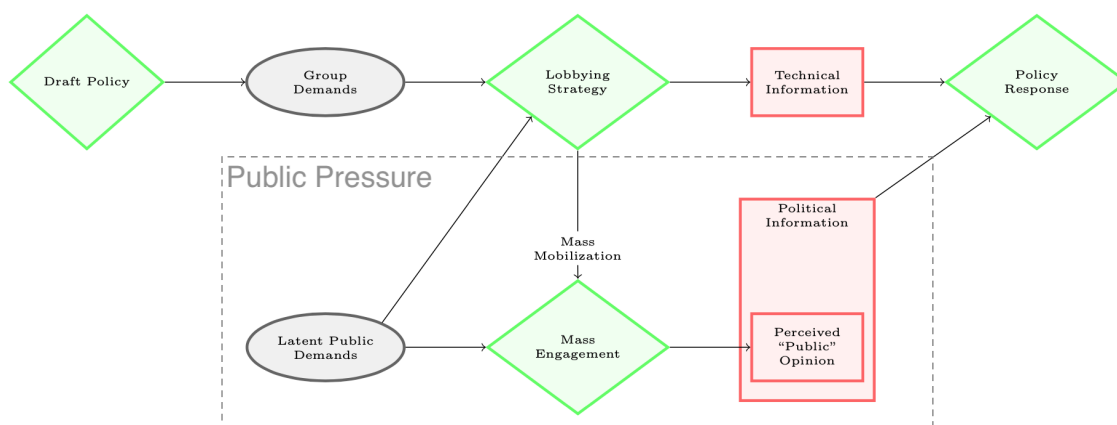 Draft Policy
Group
Demands
Lobbying
Strategy
Technical
Information
Policy
Response
Public Pressure
Political
Information
Mass
Mobilization
Latent Public
Demands
Mass
Engagement
Perceived
“Public”
Opinion